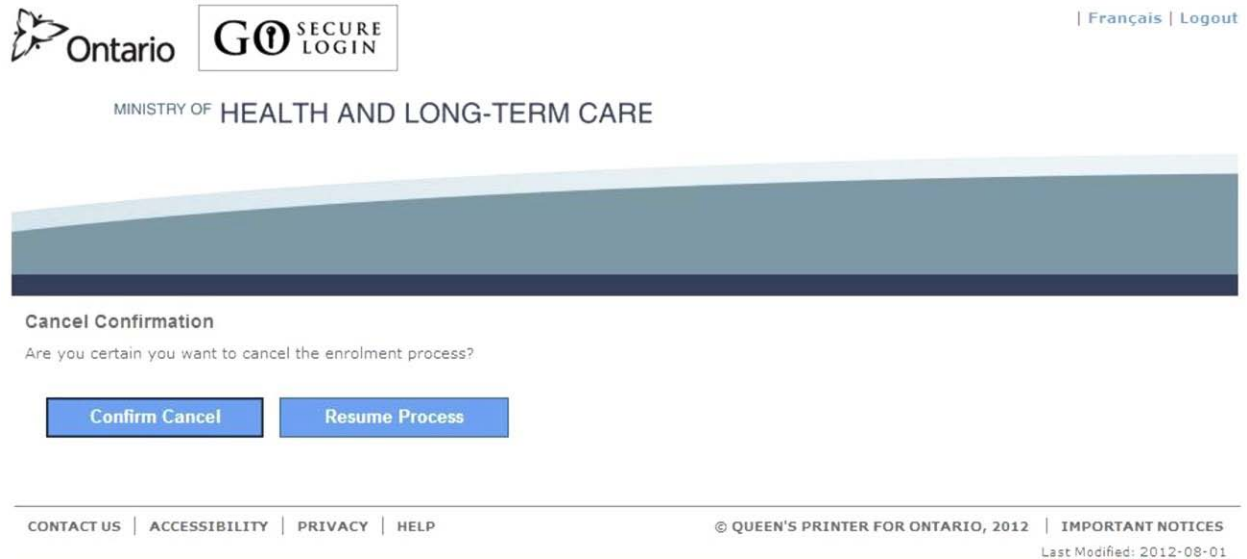 | Français | Logout
Ontario
GO SECURE LOGIN
MINISTRY OF HEALTH AND LONG-TERM CARE
Cancel Confirmation
Are you certain you want to cancel the enrolment process?
Confirm Cancel
Resume Process
CONTACT US | ACCESSIBILITY | PRIVACY | HELP
© QUEEN'S PRINTER FOR ONTARIO, 2012 | IMPORTANT NOTICES
Last Modified: 2012-08-01